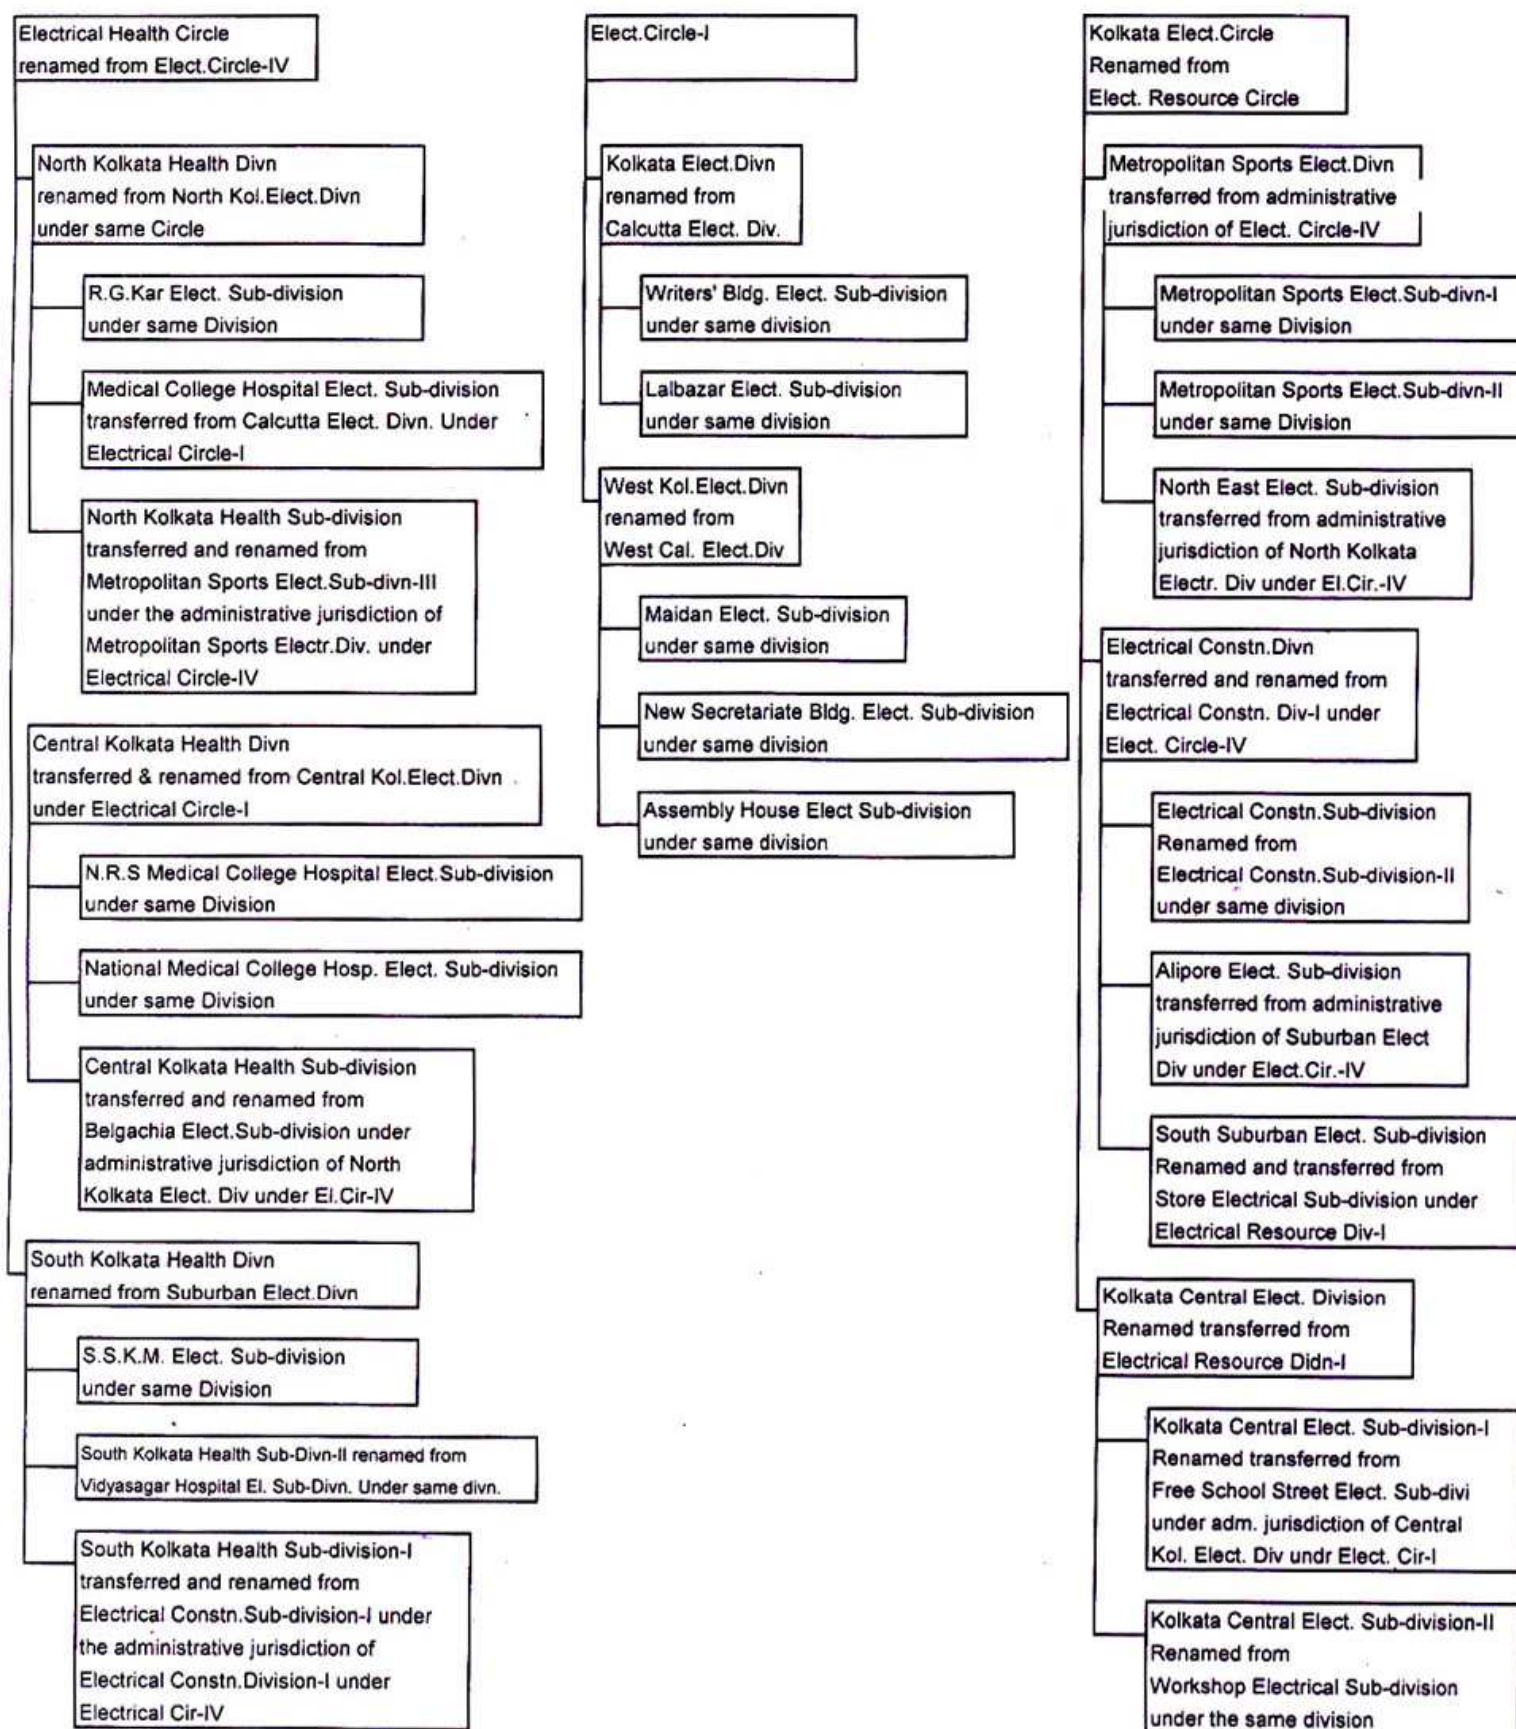 Electrical Health Circle
renamed from Elect.Circle-IV
North Kolkata Health Divn
renamed from North Kol.Elect.Divn
under same Circle
R.G.Kar Elect. Sub-division
under same Division
Medical College Hospital Elect. Sub-division
transferred from Calcutta Elect. Divn. Under
Electrical Circle-I
North Kolkata Health Sub-division
transferred and renamed from
Metropolitan Sports Elect.Sub-divn-III
under the administrative jurisdiction of
Metropolitan Sports Electr.Div. under
Electrical Circle-IV
Central Kolkata Health Divn
transferred & renamed from Central Kol.Elect.Divn
under Electrical Circle-I
N.R.S Medical College Hospital Elect.Sub-division
under same Division
National Medical College Hosp. Elect. Sub-division
under same Division
Central Kolkata Health Sub-division
transferred and renamed from
Belgachia Elect.Sub-division under
administrative jurisdiction of North
Kolkata Elect. Div under El.Cir-IV
South Kolkata Health Divn
renamed from Suburban Elect.Divn
S.S.K.M. Elect. Sub-division
under same Division
South Kolkata Health Sub-Divn-II renamed from
Vidyasagar Hospital El. Sub-Divn. Under same divn.
South Kolkata Health Sub-division-I
transferred and renamed from
Electrical Constn.Sub-division-I under
the administrative jurisdiction of
Electrical Constn.Division-I under
Electrical Cir-IV
Elect.Circle-I
Kolkata Elect.Divn
renamed from
Calcutta Elect. Div.
Writers' Bldg. Elect. Sub-division
under same division
Lalbazar Elect. Sub-division
under same division
West Kol.Elect.Divn
renamed from
West Cal. Elect.Div
Maidan Elect. Sub-division
under same division
New Secretariate Bldg. Elect. Sub-division
under same division
Assembly House Elect Sub-division
under same division
Kolkata Elect.Circle
Renamed from
Elect. Resource Circle
Metropolitan Sports Elect.Divn
transferred from administrative
jurisdiction of Elect. Circle-IV
Metropolitan Sports Elect.Sub-divn-I
under same Division
Metropolitan Sports Elect.Sub-divn-II
under same Division
North East Elect. Sub-division
transferred from administrative
jurisdiction of North Kolkata
Electr. Div under El.Cir.-IV
Electrical Constn.Divn
transferred and renamed from
Electrical Constn. Div-I under
Elect. Circle-IV
Electrical Constn.Sub-division
Renamed from
Electrical Constn.Sub-division-II
under same division
Alipore Elect. Sub-division
transferred from administrative
jurisdiction of Suburban Elect
Div under Elect.Cir.-IV
South Suburban Elect. Sub-division
Renamed and transferred from
Store Electrical Sub-division under
Electrical Resource Div-I
Kolkata Central Elect. Division
Renamed transferred from
Electrical Resource Didn-I
Kolkata Central Elect. Sub-division-I
Renamed transferred from
Free School Street Elect. Sub-divi
under adm. jurisdiction of Central
Kol. Elect. Div undr Elect. Cir-I
Kolkata Central Elect. Sub-division-II
Renamed from
Workshop Electrical Sub-division
under the same division